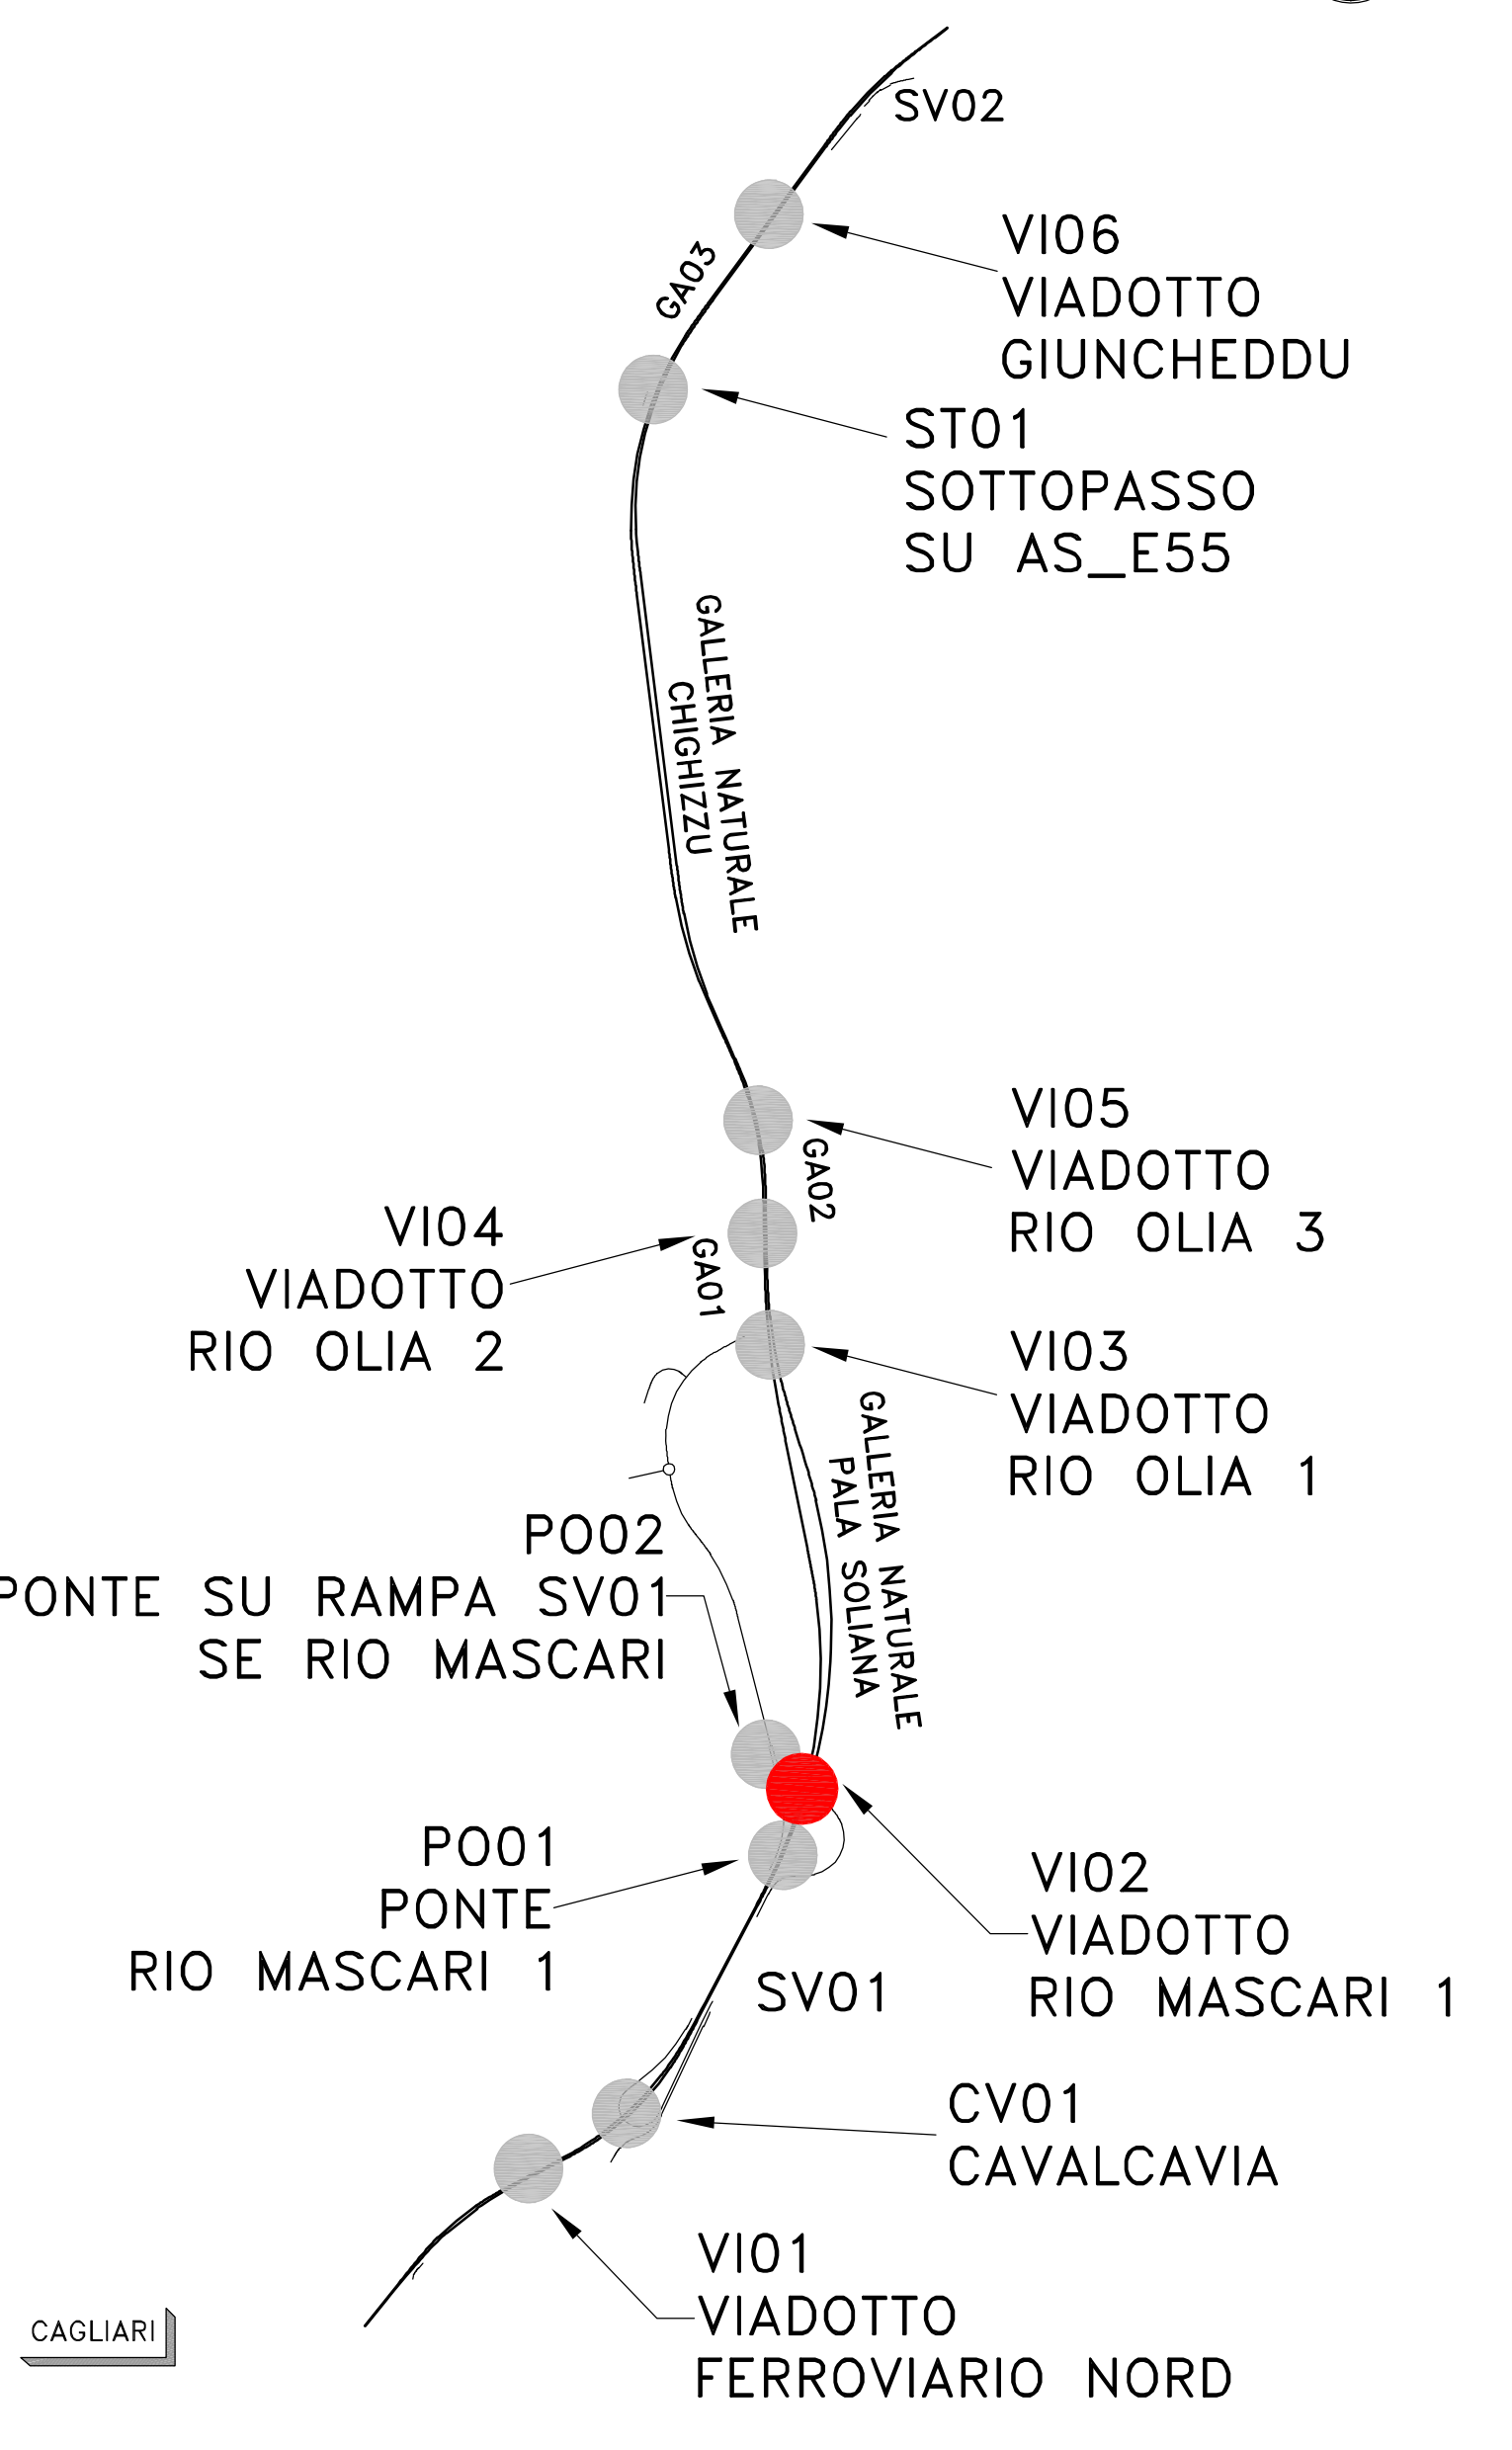 SV02
VI06
VIADOTTO
GIUNCHEDDU
GA03
ST01
SOTTOPASSO
SU AS_E55
GALLERIA NATURALE
CHIGHIZZU
VI05
VIADOTTO
RIO OLIA 3
GA02
VI04
VIADOTTO
RIO OLIA 2
GA01
VI03
VIADOTTO
RIO OLIA 1
GALLERIA NATURALE
PALA SOLIANA
PO02
PONTE SU RAMPA SV01
SE RIO MASCARI
PO01
PONTE
RIO MASCARI 1
VI02
VIADOTTO
RIO MASCARI 1
SV01
CV01
CAVALCAVIA
VI01
VIADOTTO
FERROVIARIO NORD
CAGLIARI